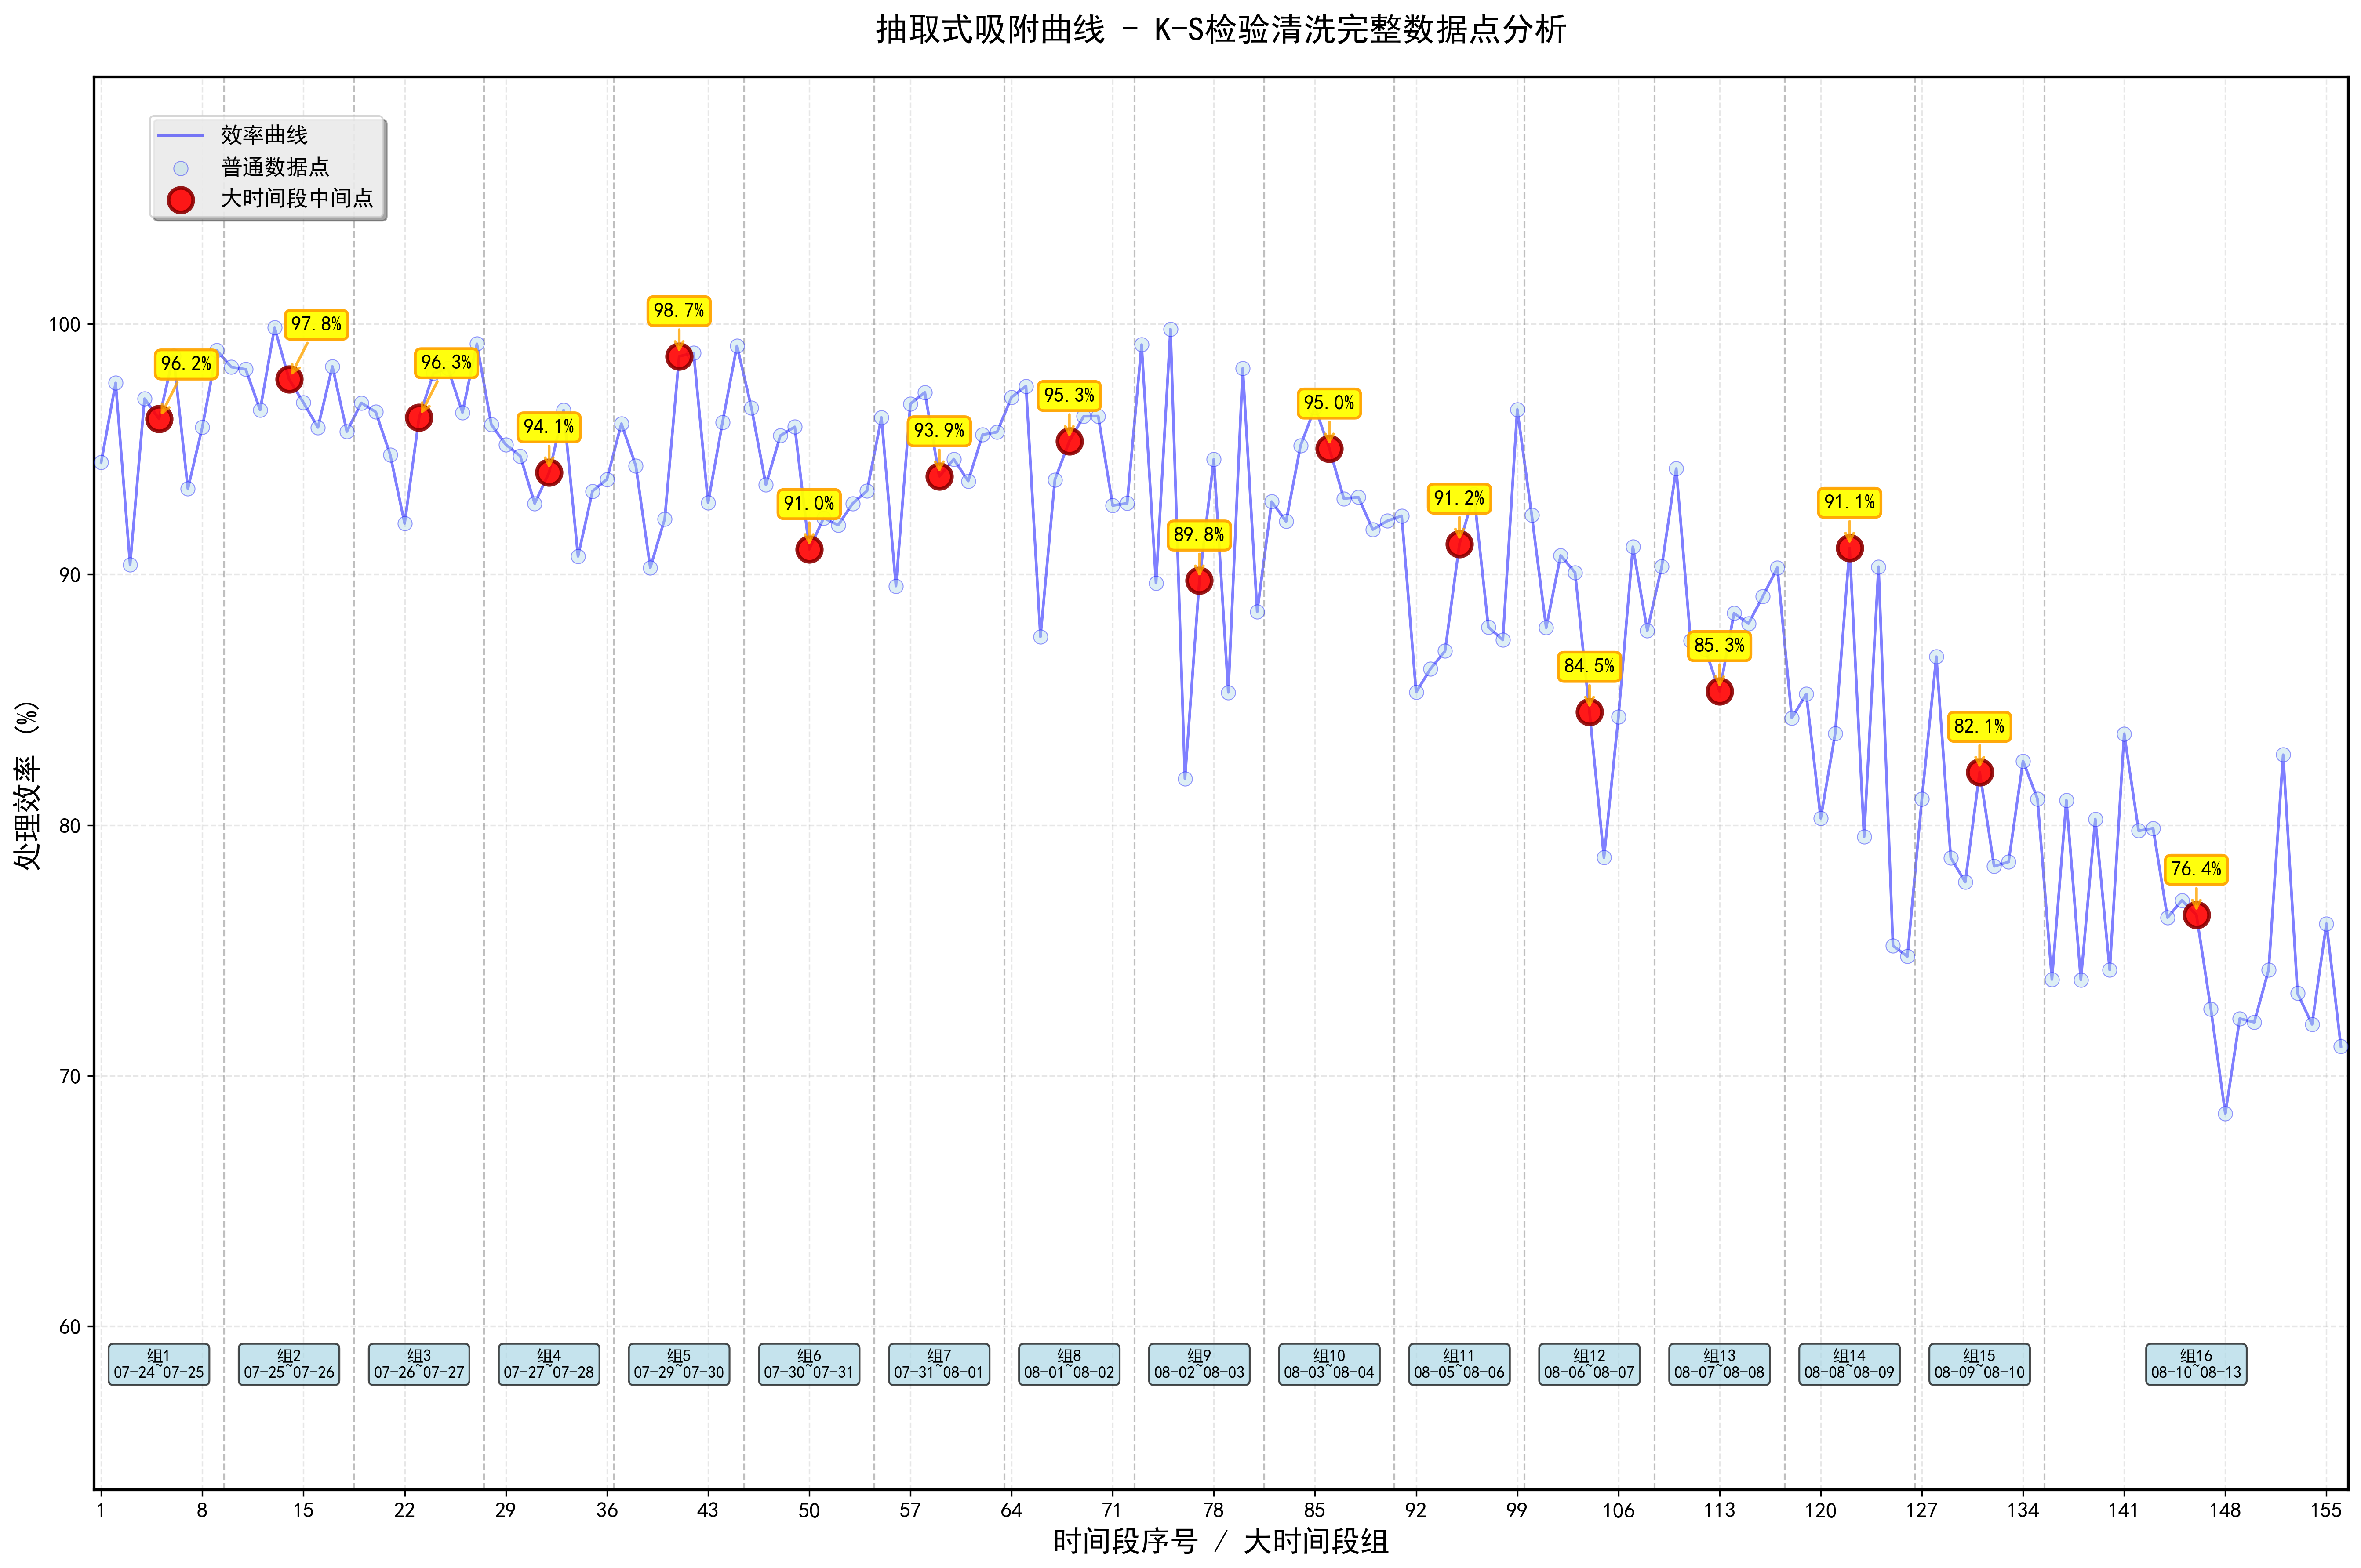 抽取式吸附曲线 - K-S检验清洗完整数据点分析
效率曲线
普通数据点
大时间段中间点
处理效率 (%)
100
90
80
70
60
96.2%
97.8%
96.3%
94.1%
98.7%
91.0%
93.9%
95.3%
89.8%
95.0%
91.2%
84.5%
85.3%
91.1%
82.1%
76.4%
组1
07-24~07-25
组2
07-25~07-26
组3
07-26~07-27
组4
07-27~07-28
组5
07-29~07-30
组6
07-30~07-31
组7
07-31~08-01
组8
08-01~08-02
组9
08-02~08-03
组10
08-03~08-04
组11
08-05~08-06
组12
08-06~08-07
组13
08-07~08-08
组14
08-08~08-09
组15
08-09~08-10
组16
08-10~08-13
1 8 15 22 29 36 43 50 57 64 71 78 85 92 99 106 113 120 127 134 141 148 155
时间段序号 / 大时间段组